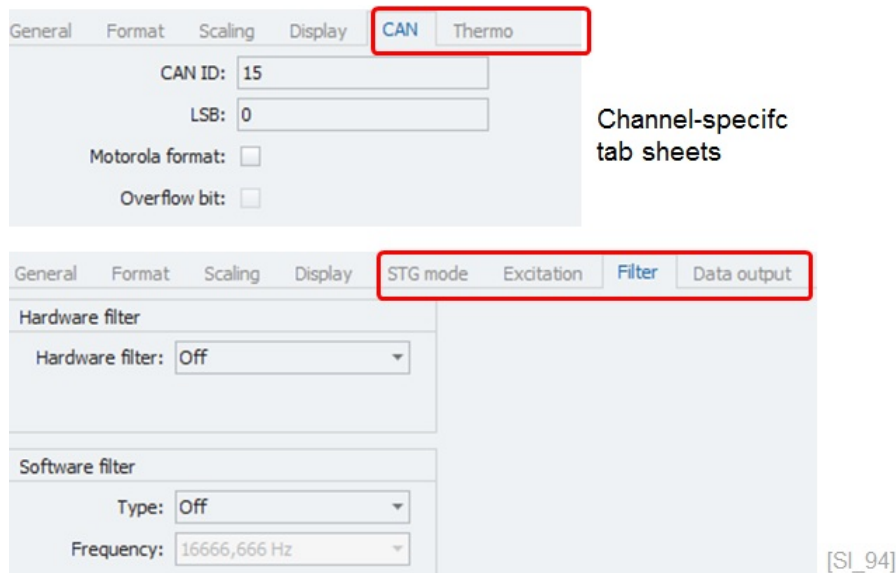 General Format Scaling Display CAN Thermo
CAN ID: 15
LSB: 0
Motorola format:
Overflow bit:
Channel-specifc
tab sheets
General Format Scaling Display STG mode Excitation Filter Data output
Hardware filter
Hardware filter: Off
Software filter
Type: Off
Frequency: 16666,666 Hz
[SI_94]